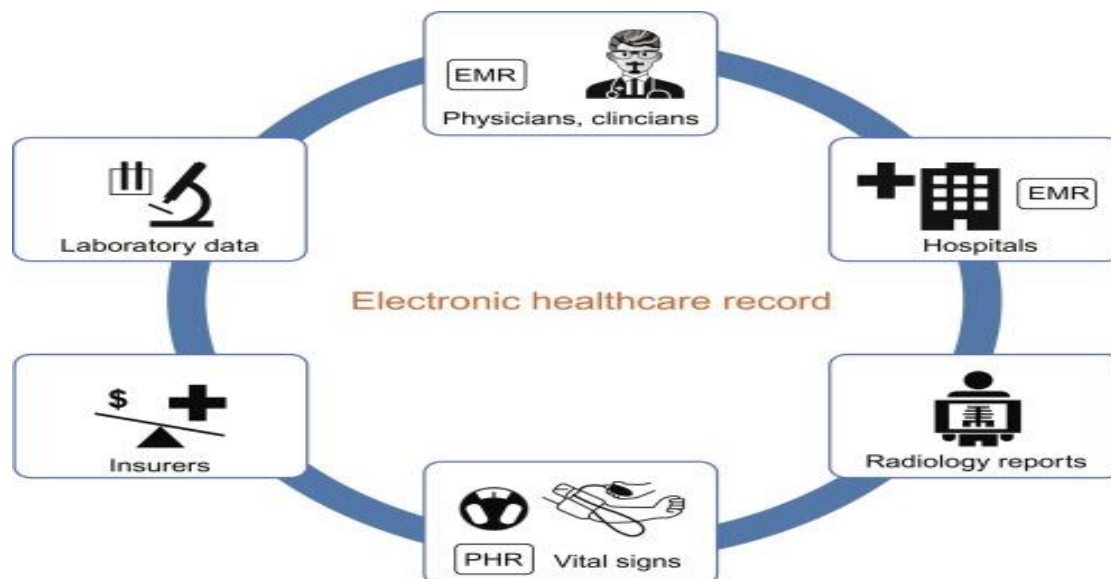 EMR
Physicians, clincians
EMR
Hospitals
Laboratory data
Electronic healthcare record
$
Insurers
Radiology reports
PHR
Vital signs